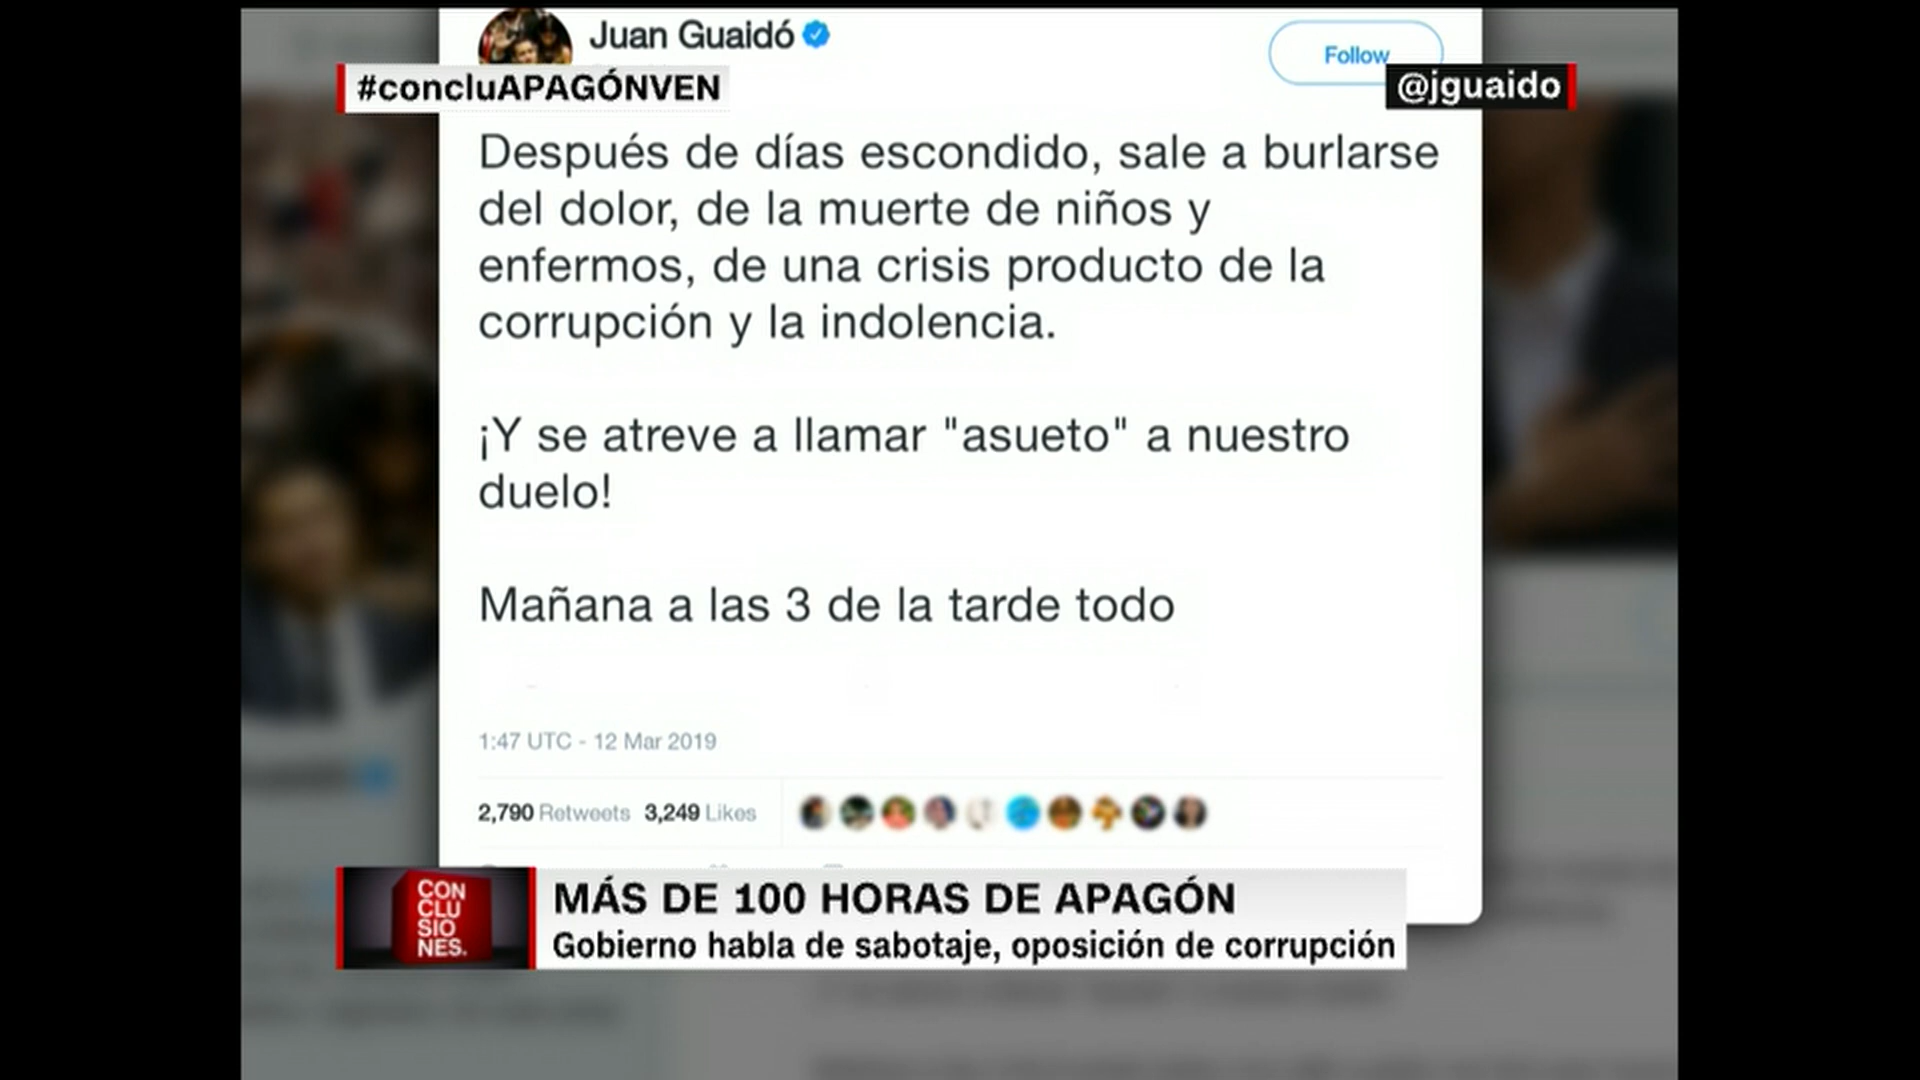 Juan Guaidó
Follow
#concluAPAGÓNVEN
@jguaido
Después de días escondido, sale a burlarse
del dolor, de la muerte de niños y
enfermos, de una crisis producto de la
corrupción y la indolencia.
¡Y se atreve a llamar "asueto" a nuestro
duelo!
Mañana a las 3 de la tarde todo
1:47 UTC - 12 Mar 2019
2,790 Retweets 3,249 Likes
CON
CLU
SIO
NES.
MÁS DE 100 HORAS DE APAGÓN
Gobierno habla de sabotaje, oposición de corrupción